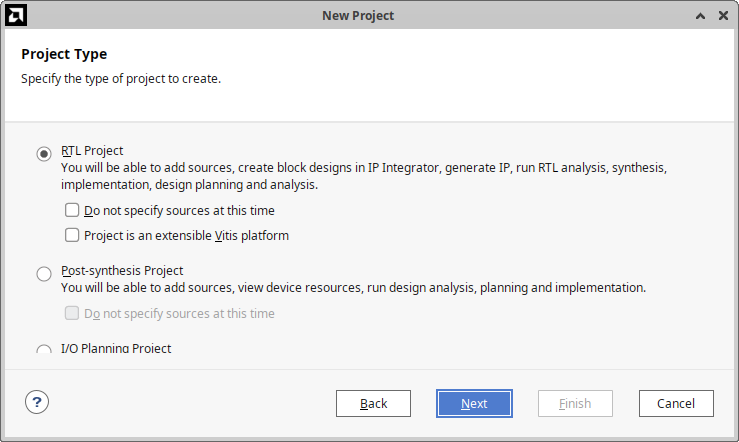 New Project
Project Type
Specify the type of project to create.
RTL Project
You will be able to add sources, create block designs in IP Integrator, generate IP, run RTL analysis, synthesis,
implementation, design planning and analysis.
Do not specify sources at this time
Project is an extensible Vitis platform
Post-synthesis Project
You will be able to add sources, view device resources, run design analysis, planning and implementation.
Do not specify sources at this time
I/O Planning Project
?
Back
Next
Finish
Cancel